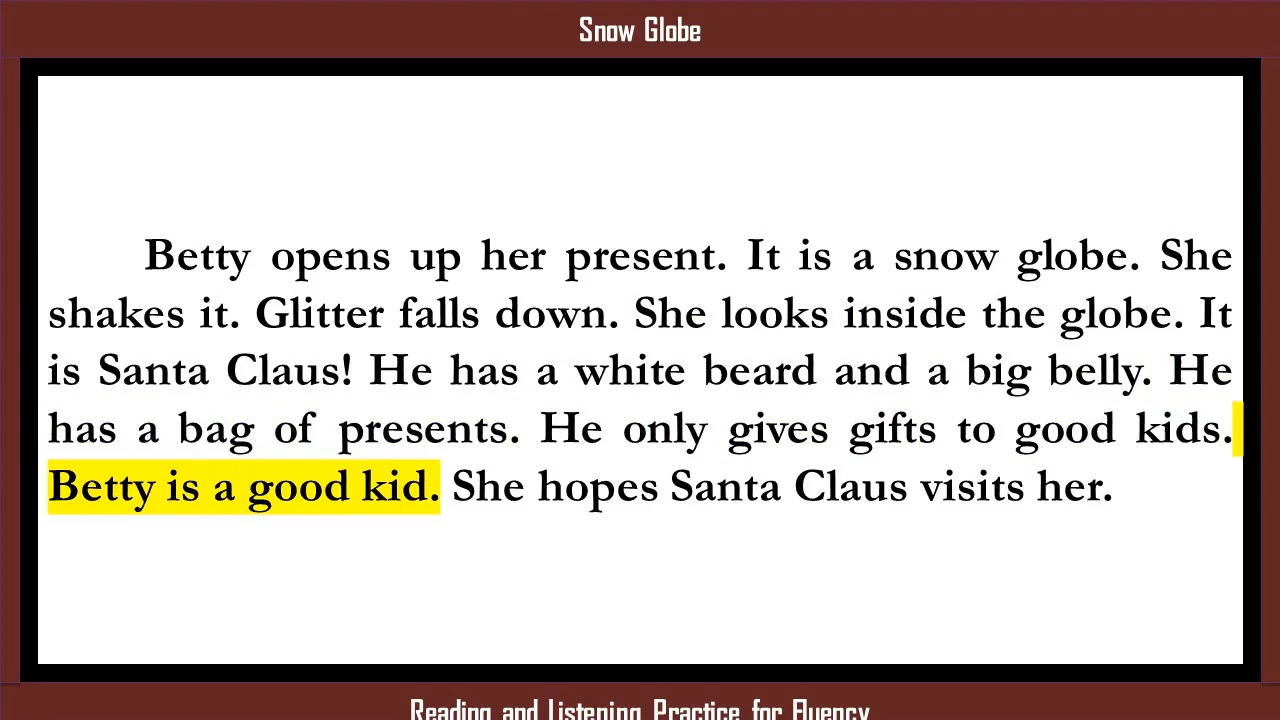 Snow Globe
Betty opens up her present. It is a snow globe. She
shakes it. Glitter falls down. She looks inside the globe. It
is Santa Claus! He has a white beard and a big belly. He
has a bag of presents. He only gives gifts to good kids.
Betty is a good kid. She hopes Santa Claus visits her.
Reading and Listening Practice for Fluency